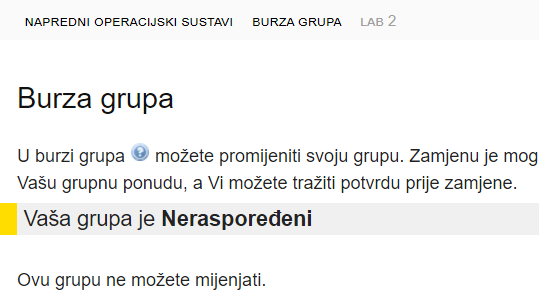 NAPREDNI OPERACIJSKI SUSTAVI BURZA GRUPA LAB 2
Burza grupa
U burzi grupa možete promijeniti svoju grupu. Zamjenu je mog
Vašu grupnu ponudu, a Vi možete tražiti potvrdu prije zamjene.
Vaša grupa je Neraspoređeni
Ovu grupu ne možete mijenjati.